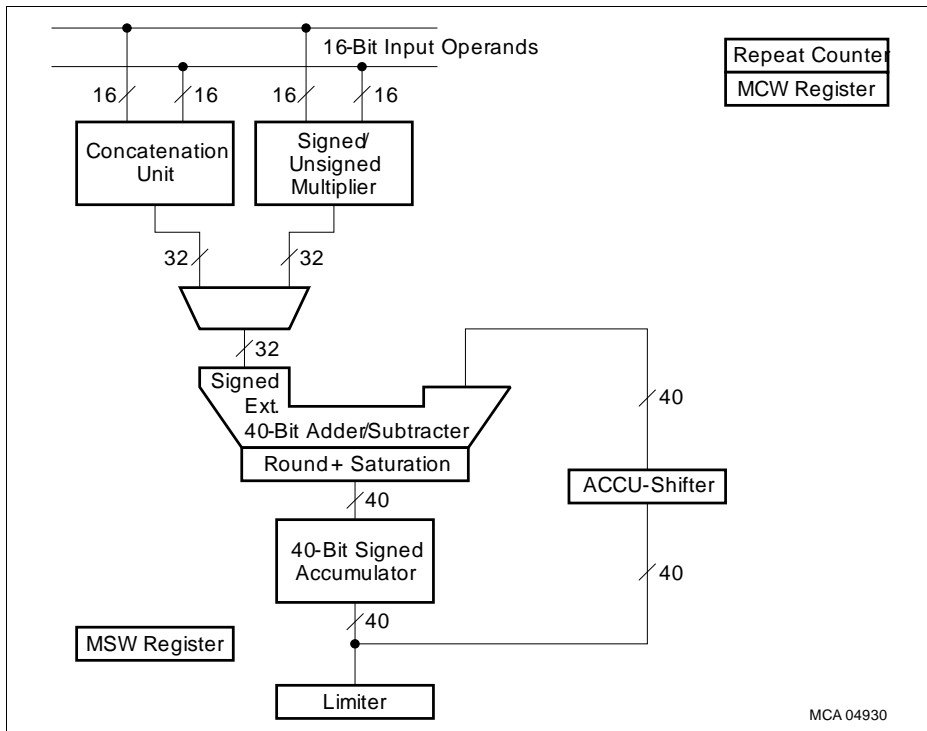 16-Bit Input Operands
Repeat Counter
MCW Register
16 16 16 16
Concatenation
Unit
Signed/
Unsigned
Multiplier
32 32
32
Signed
Ext.
40-Bit Adder/Subtracter
Round + Saturation
40
ACCU-Shifter
40
40-Bit Signed
Accumulator
40
40
MSW Register
Limiter
MCA 04930